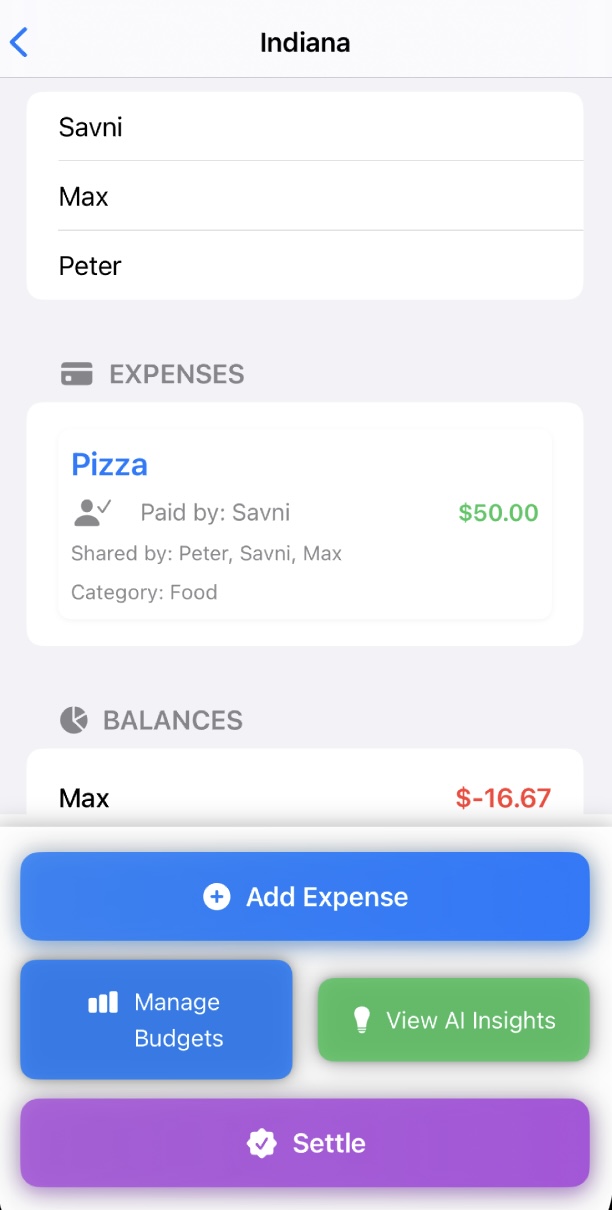 Indiana
Savni
Max
Peter
EXPENSES
Pizza
Paid by: Savni $50.00
Shared by: Peter, Savni, Max
Category: Food
BALANCES
Max $-16.67
Add Expense
Manage
Budgets
View AI Insights
Settle